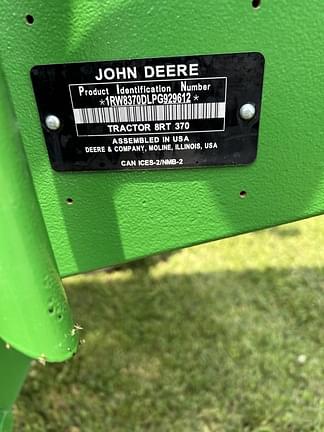 JOHN DEERE
Product Identification Number
*1RW8370DLPG929612*
TRACTOR 8RT 370
ASSEMBLED IN USA
DEERE & COMPANY, MOLINE, ILLINOIS, USA
CAN ICES-2/NMB-2